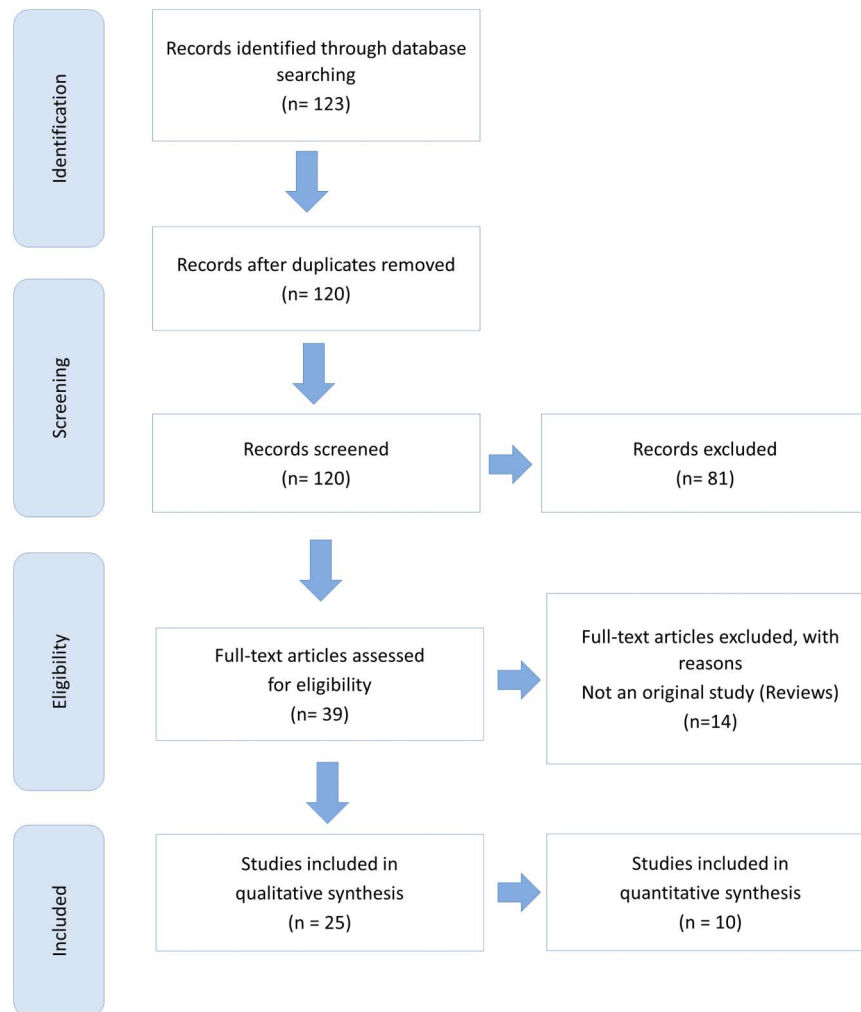 Identification
Records identified through database
searching
(n= 123)
Records after duplicates removed
(n= 120)
Screening
Records screened
(n= 120)
Records excluded
(n= 81)
Eligibility
Full-text articles assessed
for eligibility
(n= 39)
Full-text articles excluded, with
reasons
Not an original study (Reviews)
(n=14)
Included
Studies included in
qualitative synthesis
(n = 25)
Studies included in
quantitative synthesis
(n = 10)